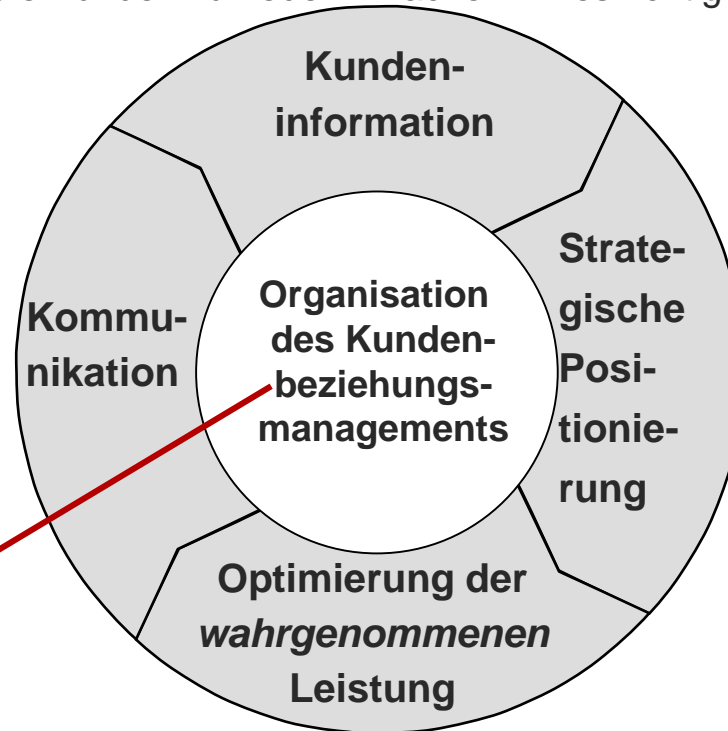 Kunden-
information
Strate-
gische
Posi-
tionie-
rung
Optimierung der
wahrgenommenen
Leistung
Kommu-
nikation
Organisation
des Kunden-
beziehungs-
managements